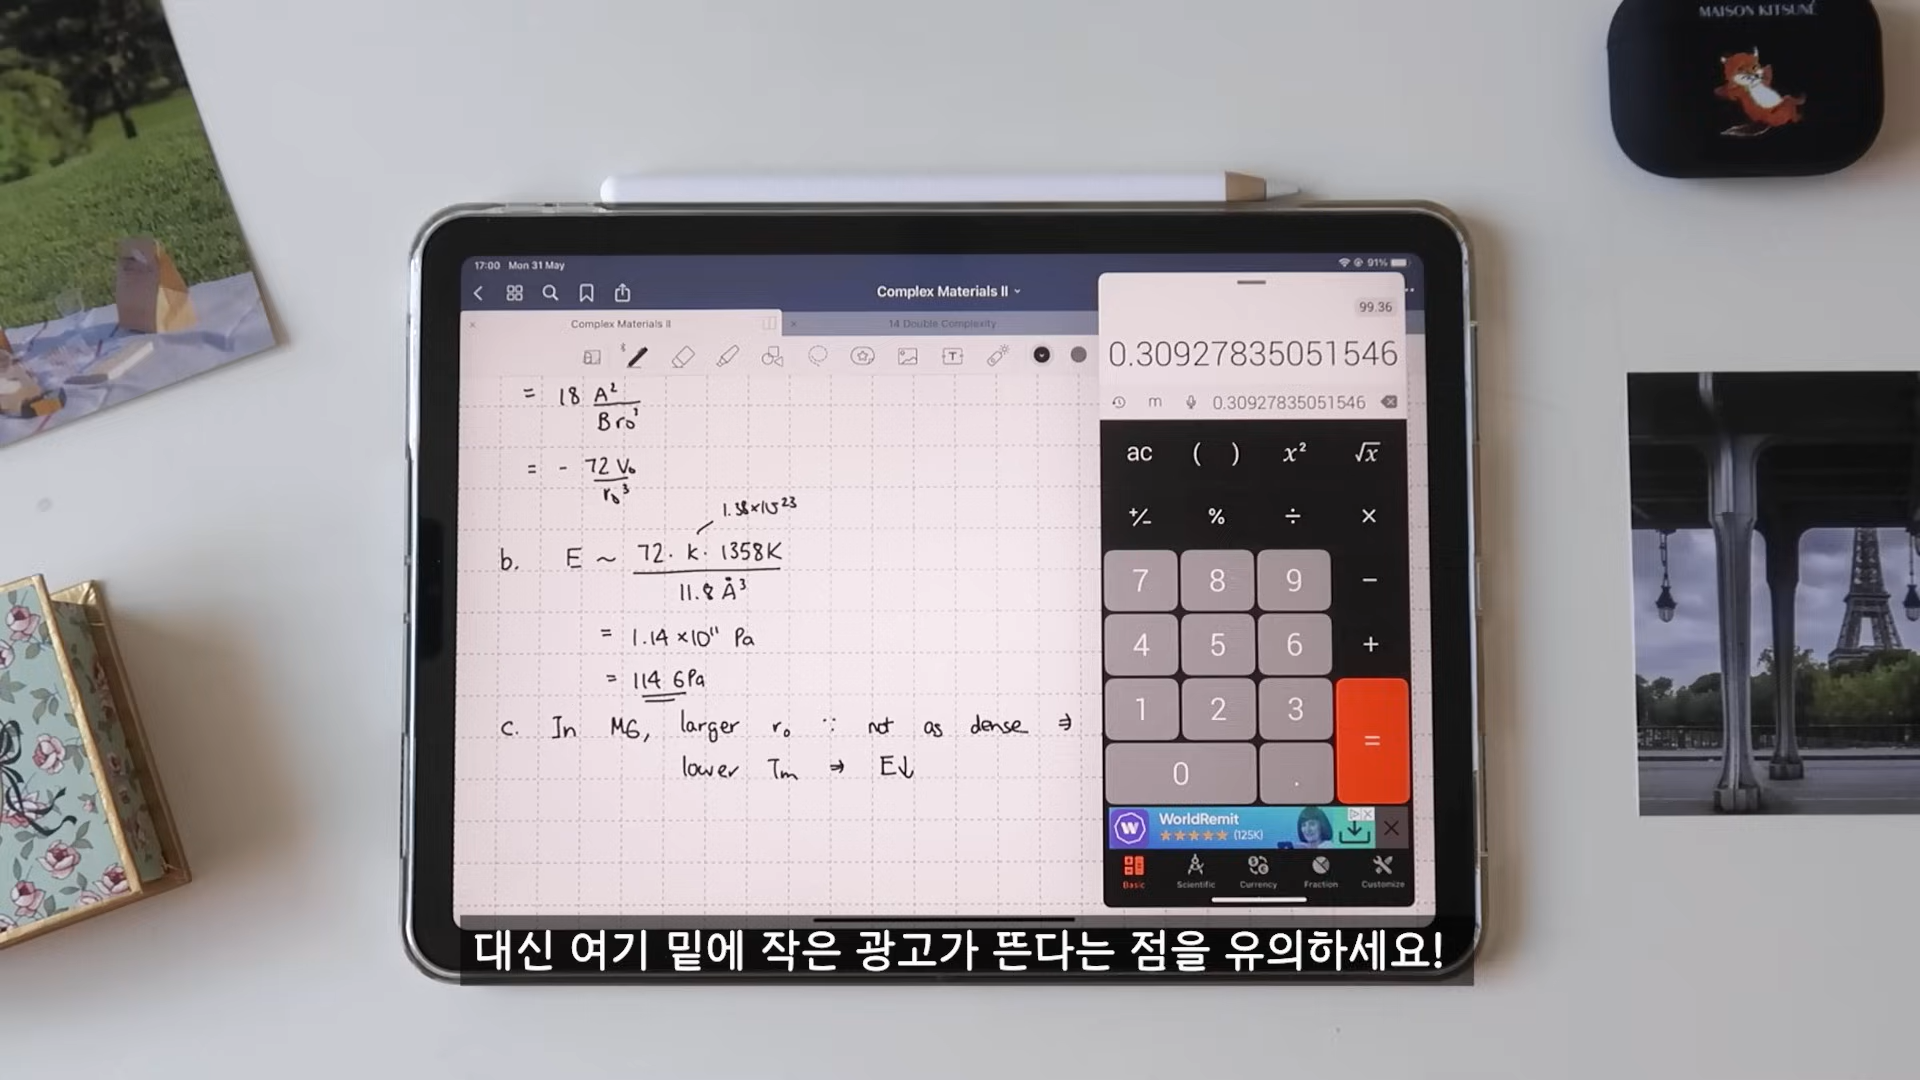 MAISON KITSUNÉ
17:00 Mon 31 May
91%
Complex Materials II
Complex Materials II
14 Double Complexity
= 18 A²
Br₀³
= - 72 V₀
r₀³
1.38×10⁻²³
b. E ~ 72. k. 1358K
11.8 Å³
= 1.14 ×10¹¹ Pa
= 114 GPa
c. In MG, larger r₀ ∵ not as dense ⇒
lower Tm ⇒ E↓
99.36
0.30927835051546
m 0.30927835051546
ac ( ) x² √x
+/- % ÷ ×
7 8 9 −
4 5 6 +
1 2 3
0 . =
W WorldRemit
★★★★★ (125K)
Basic Scientific Currency Fraction Customize
대신 여기 밑에 작은 광고가 뜬다는 점을 유의하세요!